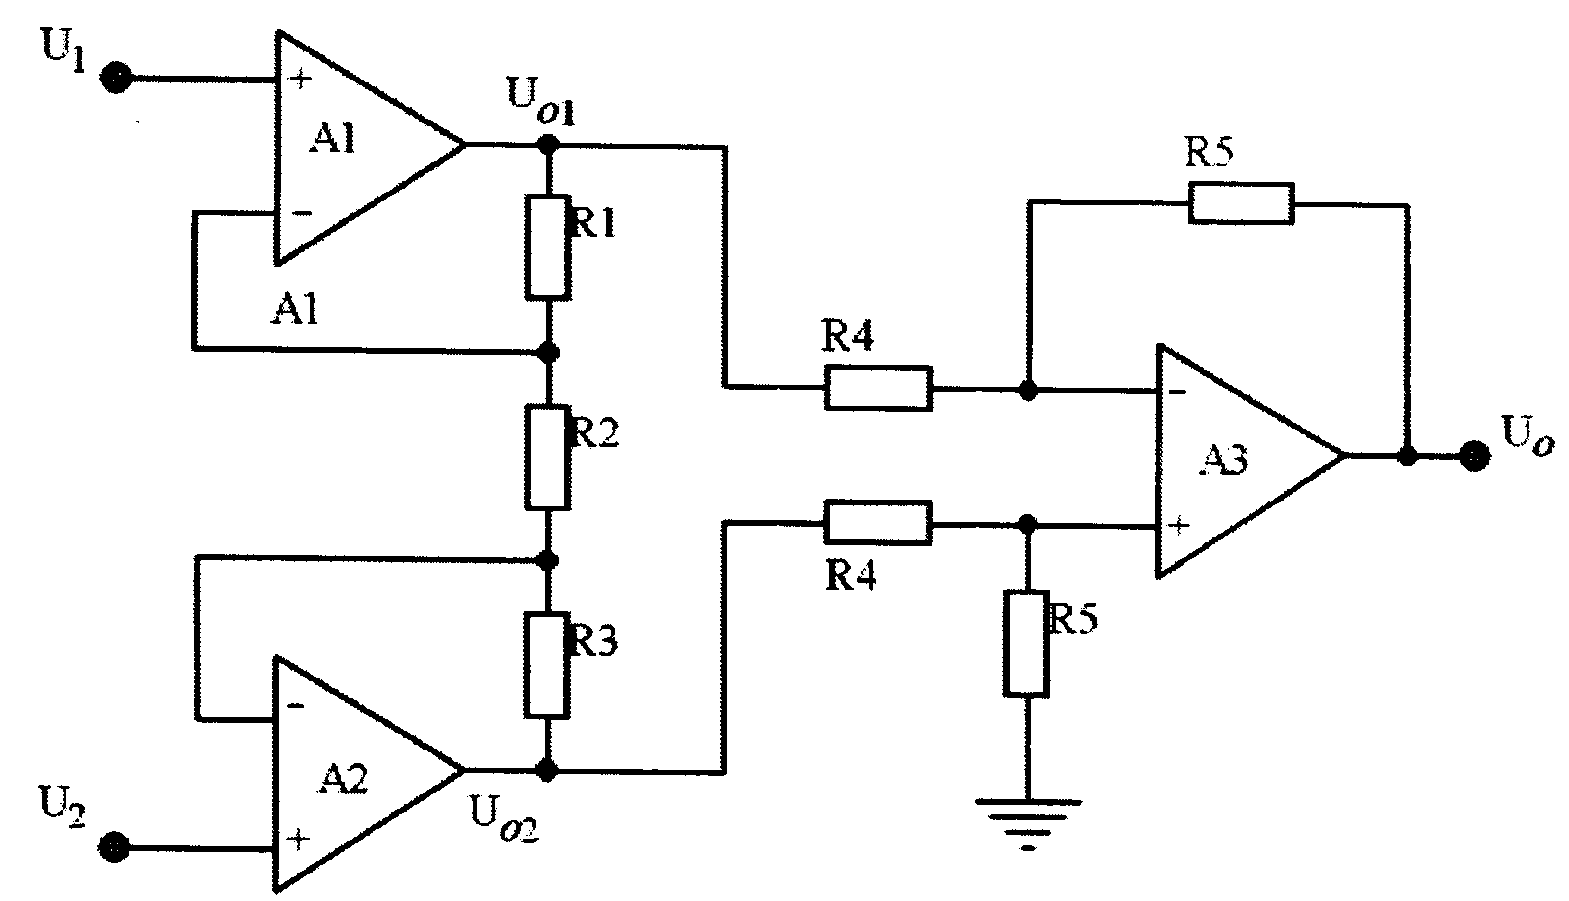 U1
+
A1
-
A1
Uo1
R1
R2
R3
-
A2
+
U2
Uo2
R4
R4
R5
-
A3
+
R5
Uo